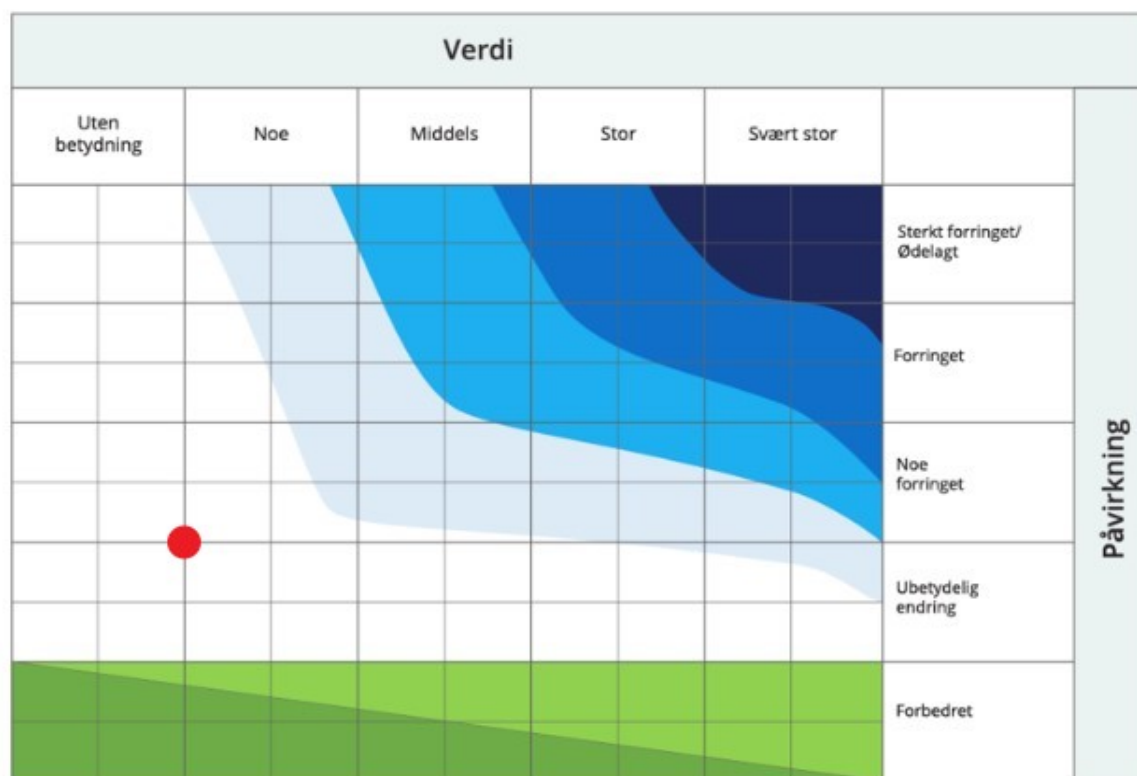 Verdi
Uten
betydning
Noe
Middels
Stor
Svært stor
Sterkt forringet/
Ødelagt
Forringet
Noe
forringet
Ubetydelig
endring
Forbedret
Påvirkning